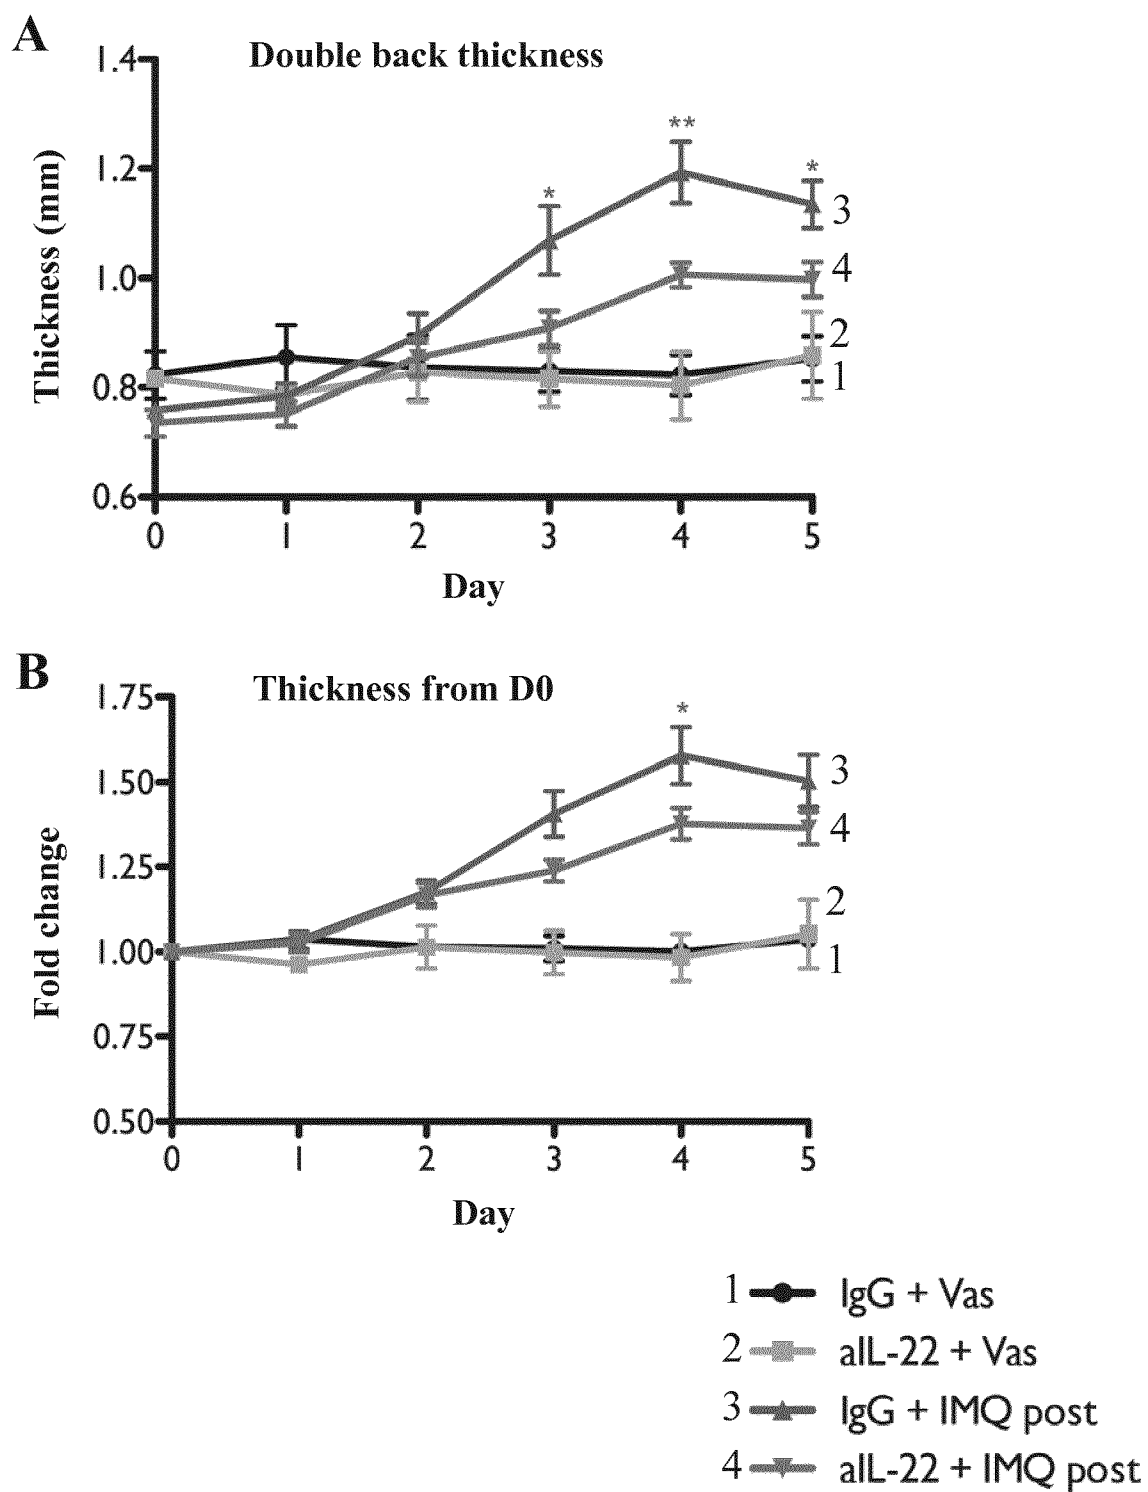 A
Double back thickness
1.4
1.2
1.0
0.8
0.6
Thickness (mm)
*
**
*
3
4
2
1
0 1 2 3 4 5
Day
B
Thickness from D0
1.75
1.50
1.25
1.00
0.75
0.50
Fold change
*
3
4
2
1
0 1 2 3 4 5
Day
1 IgG + Vas
2 aIL-22 + Vas
3 IgG + IMQ post
4 aIL-22 + IMQ post